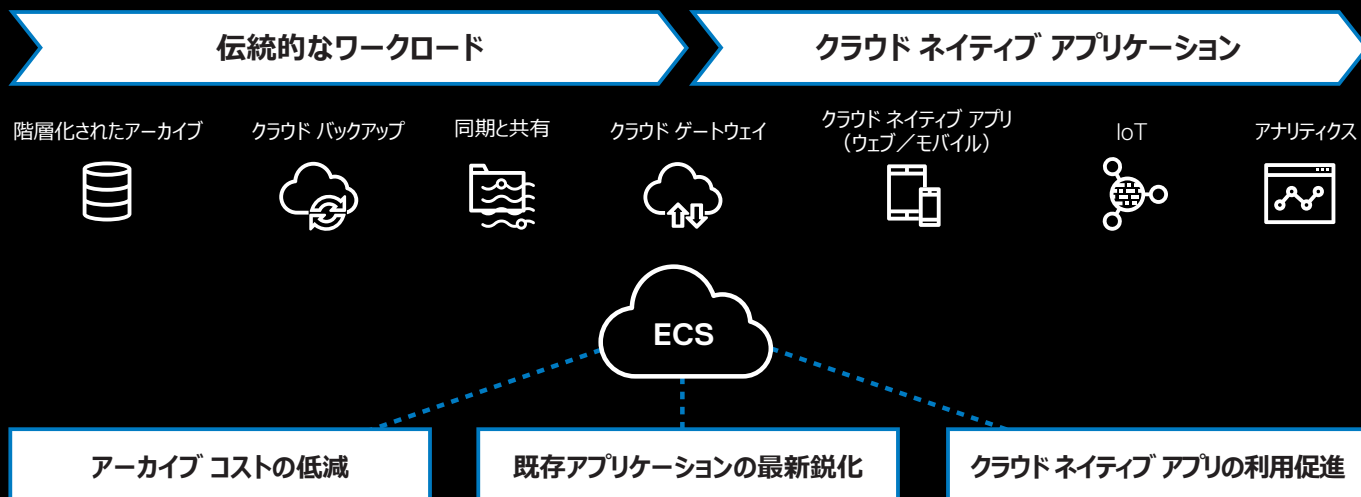 伝統的なワークロード
クラウド ネイティブ アプリケーション
階層化されたアーカイブ
クラウド バックアップ
同期と共有
クラウド ゲートウェイ
クラウド ネイティブ アプリ
（ウェブ／モバイル）
IoT
アナリティクス
ECS
アーカイブ コストの低減
既存アプリケーションの最新鋭化
クラウド ネイティブ アプリの利用促進